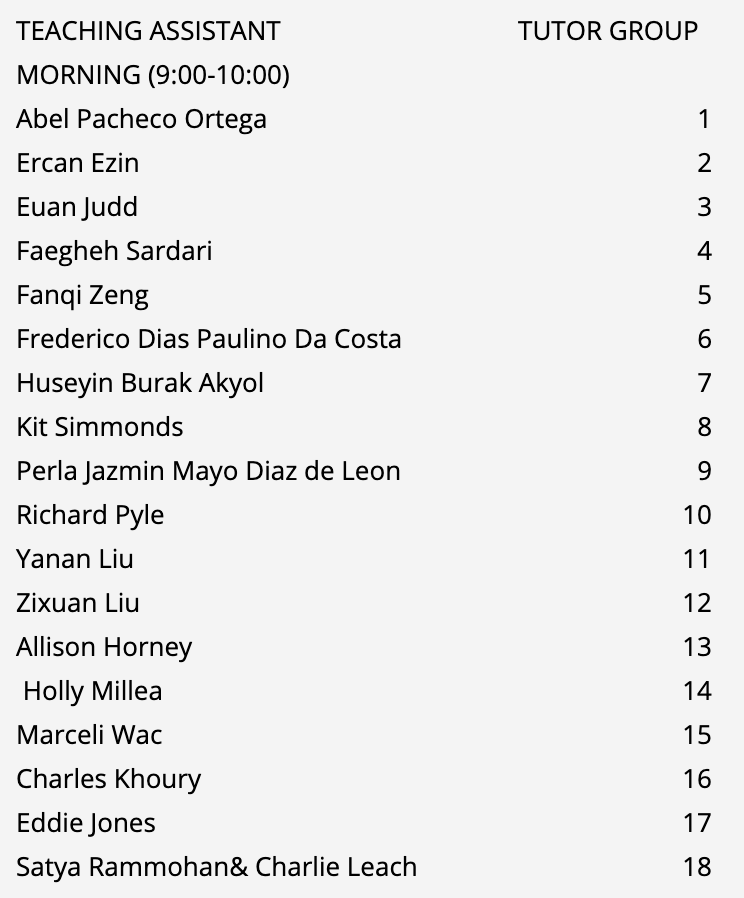 TEACHING ASSISTANT TUTOR GROUP
MORNING (9:00-10:00)
Abel Pacheco Ortega 1
Ercan Ezin 2
Euan Judd 3
Faegheh Sardari 4
Fanqi Zeng 5
Frederico Dias Paulino Da Costa 6
Huseyin Burak Akyol 7
Kit Simmonds 8
Perla Jazmin Mayo Diaz de Leon 9
Richard Pyle 10
Yanan Liu 11
Zixuan Liu 12
Allison Horney 13
Holly Millea 14
Marceli Wac 15
Charles Khoury 16
Eddie Jones 17
Satya Rammohan& Charlie Leach 18